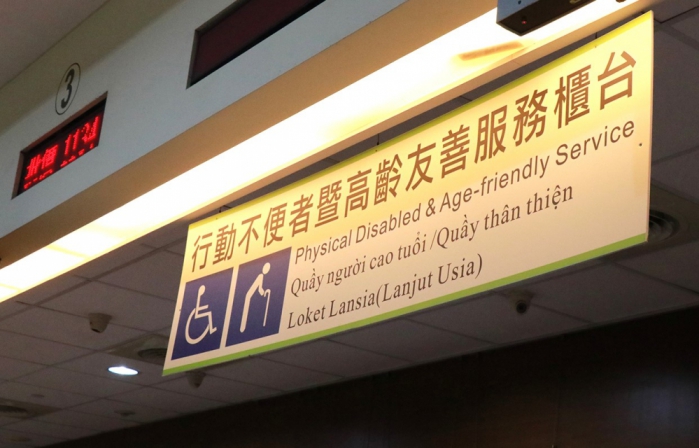 3
行動不便者暨高齡友善服務櫃台
Physical Disabled & Age-friendly Service
Quầy người cao tuổi /Quầy thân thiện
Loket Lansia(Lanjut Usia)